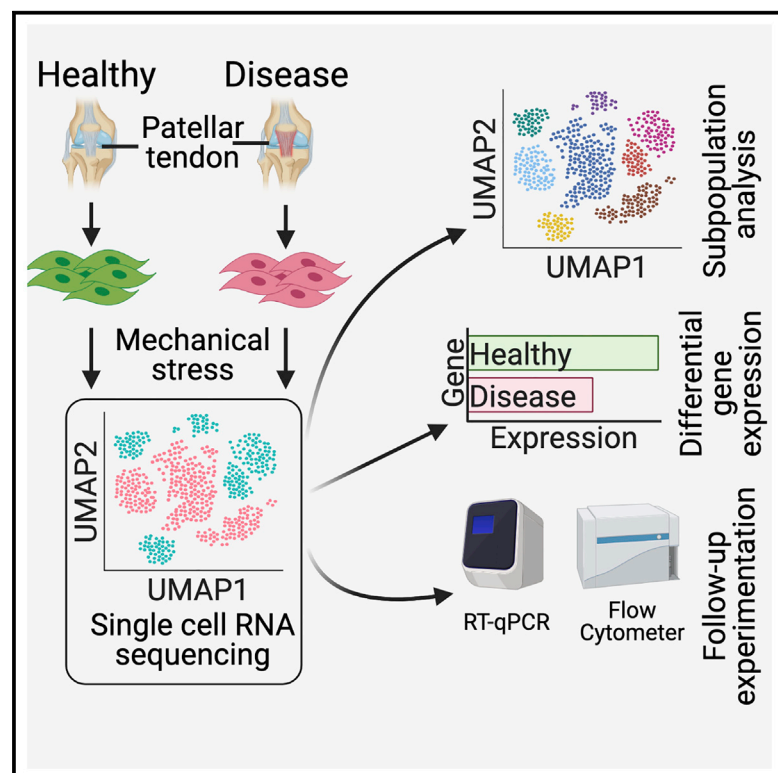 Healthy
Disease
Patellar
tendon
Mechanical
stress
UMAP2
UMAP1
Single cell RNA
sequencing
UMAP2
UMAP1
Subpopulation
analysis
Gene
Healthy
Disease
Expression
Differential
gene
expression
RT-qPCR
Flow
Cytometer
Follow-up
experimentation